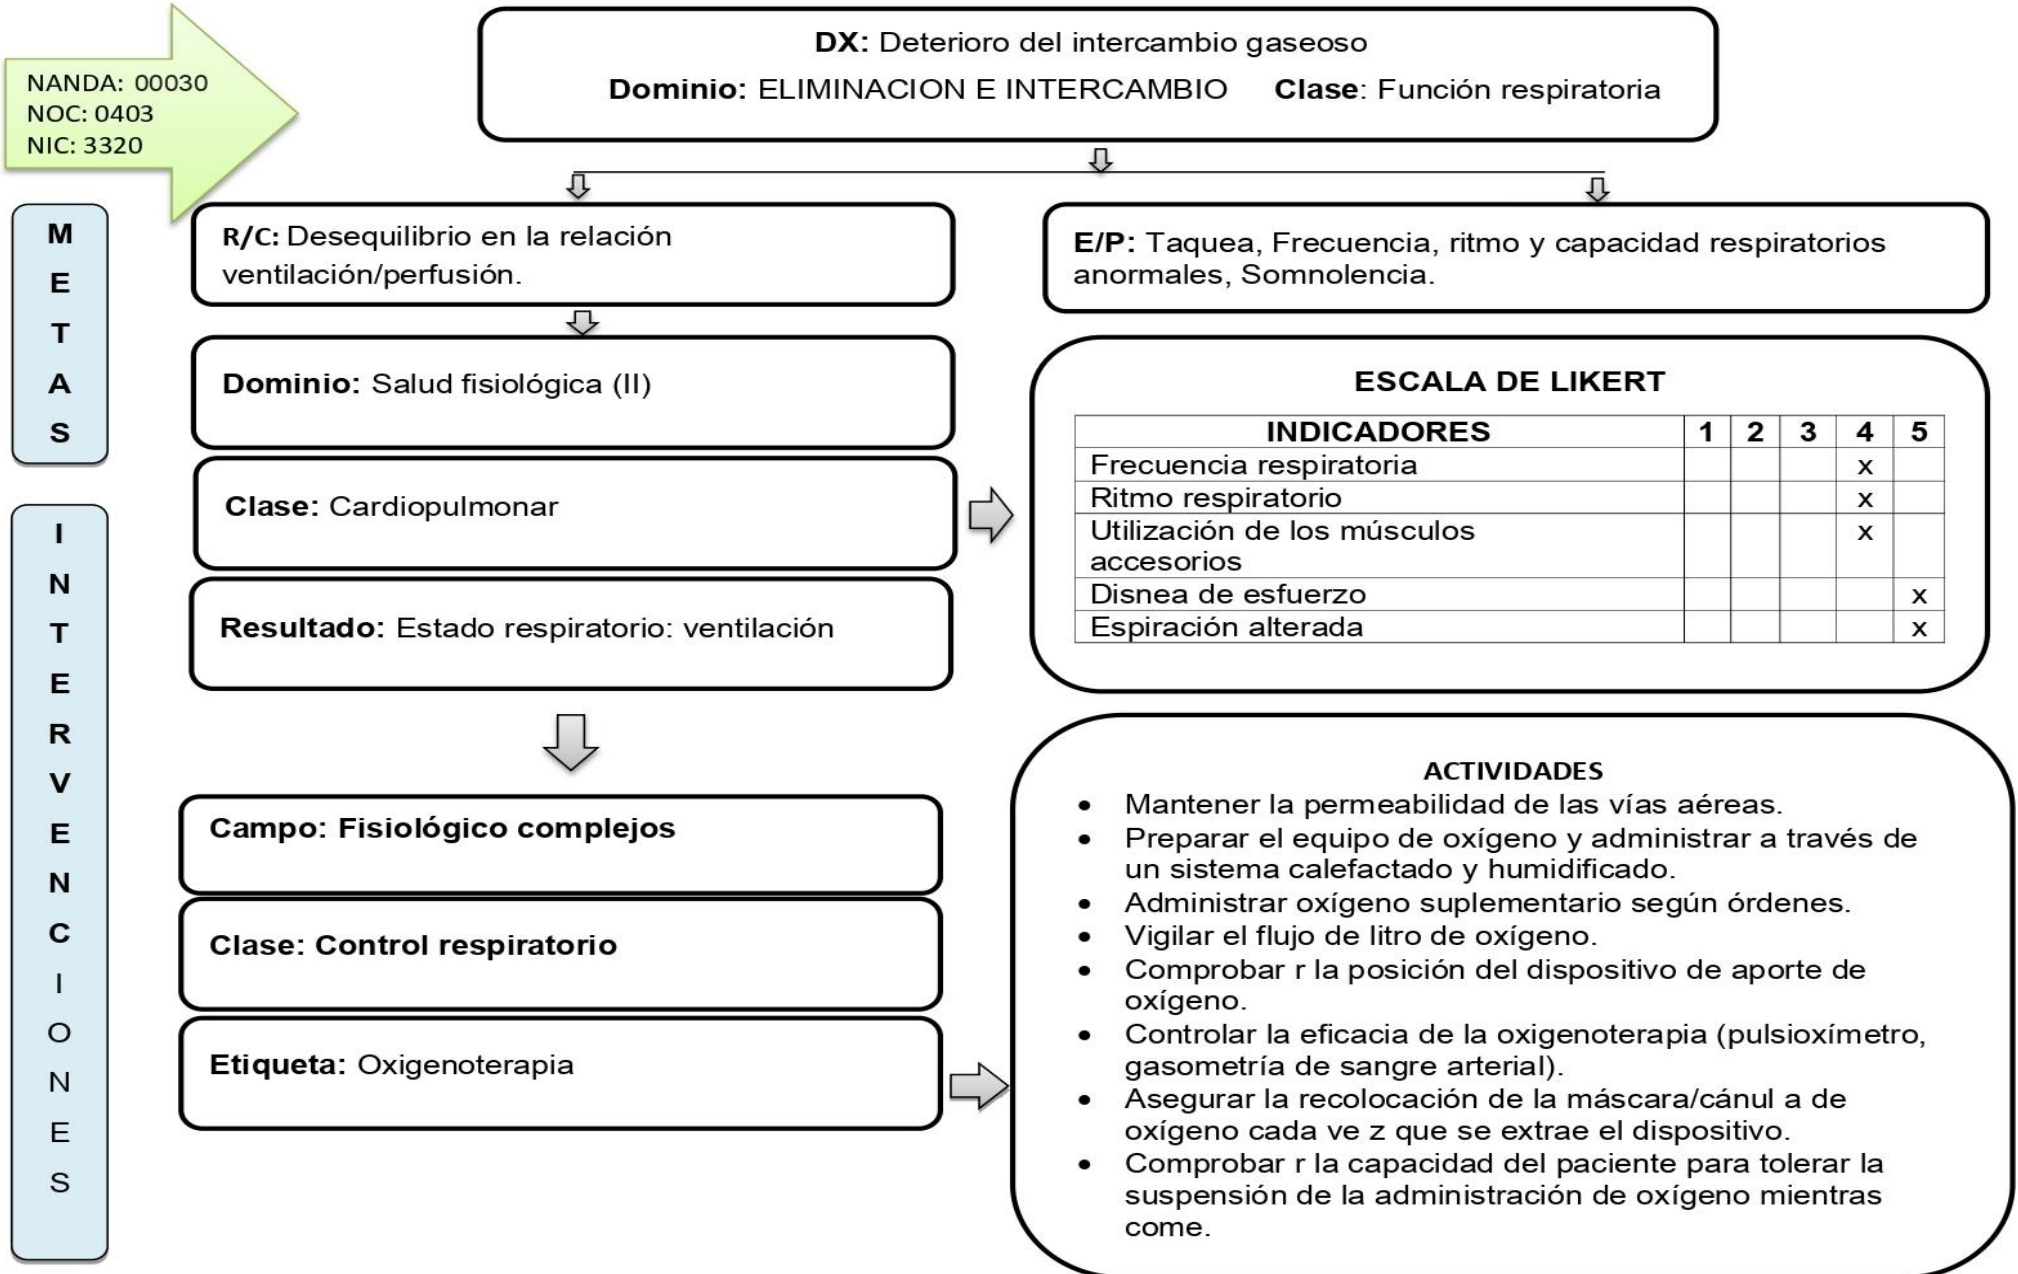 NANDA: 00030
NOC: 0403
NIC: 3320
DX: Deterioro del intercambio gaseoso
Dominio: ELIMINACION E INTERCAMBIO Clase: Función respiratoria
METAS
R/C: Desequilibrio en la relación
ventilación/perfusión.
E/P: Taquea, Frecuencia, ritmo y capacidad respiratorios
anormales, Somnolencia.
Dominio: Salud fisiológica (II)
Clase: Cardiopulmonar
Resultado: Estado respiratorio: ventilación
ESCALA DE LIKERT
INDICADORES 1 2 3 4 5
Frecuencia respiratoria x
Ritmo respiratorio x
Utilización de los músculos x
accesorios
Disnea de esfuerzo x
Espiración alterada x
INTERVENCIONES
Campo: Fisiológico complejos
Clase: Control respiratorio
Etiqueta: Oxigenoterapia
ACTIVIDADES
• Mantener la permeabilidad de las vías aéreas.
• Preparar el equipo de oxígeno y administrar a través de
un sistema calefactado y humidificado.
• Administrar oxígeno suplementario según órdenes.
• Vigilar el flujo de litro de oxígeno.
• Comprobar r la posición del dispositivo de aporte de
oxígeno.
• Controlar la eficacia de la oxigenoterapia (pulsioxímetro,
gasometría de sangre arterial).
• Asegurar la recolocación de la máscara/cánul a de
oxígeno cada ve z que se extrae el dispositivo.
• Comprobar r la capacidad del paciente para tolerar la
suspensión de la administración de oxígeno mientras
come.